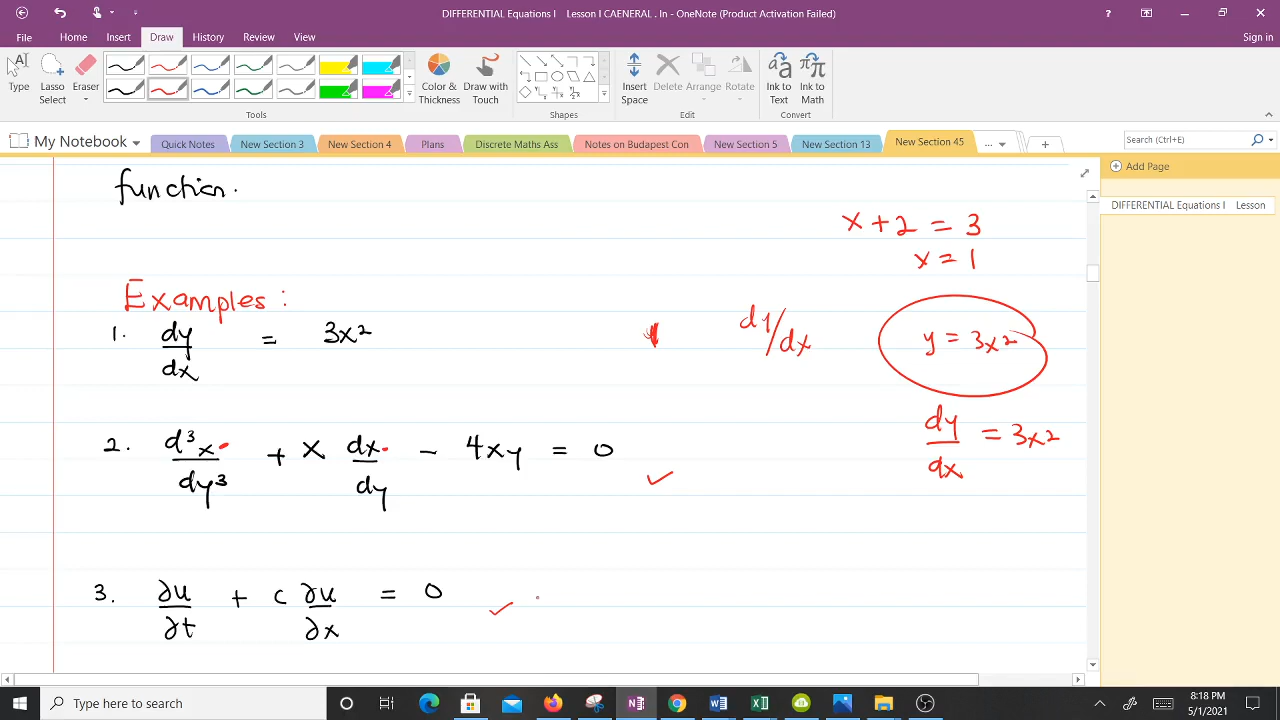 DIFFERENTIAL Equations I Lesson I CAENERAL . In - OneNote (Product Activation Failed)
File Home Insert Draw History Review View Sign in
Type Lasso Select Eraser Color & Thickness Draw with Touch Insert Space Delete Arrange Rotate Ink to Text Ink to Math
Tools Shapes Edit Convert
My Notebook Quick Notes New Section 3 New Section 4 Plans Discrete Maths Ass Notes on Budapest Con New Section 5 New Section 13 New Section 45 ... Search (Ctrl+E)
Add Page
DIFFERENTIAL Equations I Lesson
function.
x + 2 = 3
x = 1
Examples:
1. dy/dx = 3x²
dy/dx
y = 3x²
dy/dx = 3x²
2. d³x/dy³ + x dx/dy - 4xy = 0 ✓
3. ∂u/∂t + c ∂u/∂x = 0 ✓
Type here to search
8:18 PM
5/1/2021